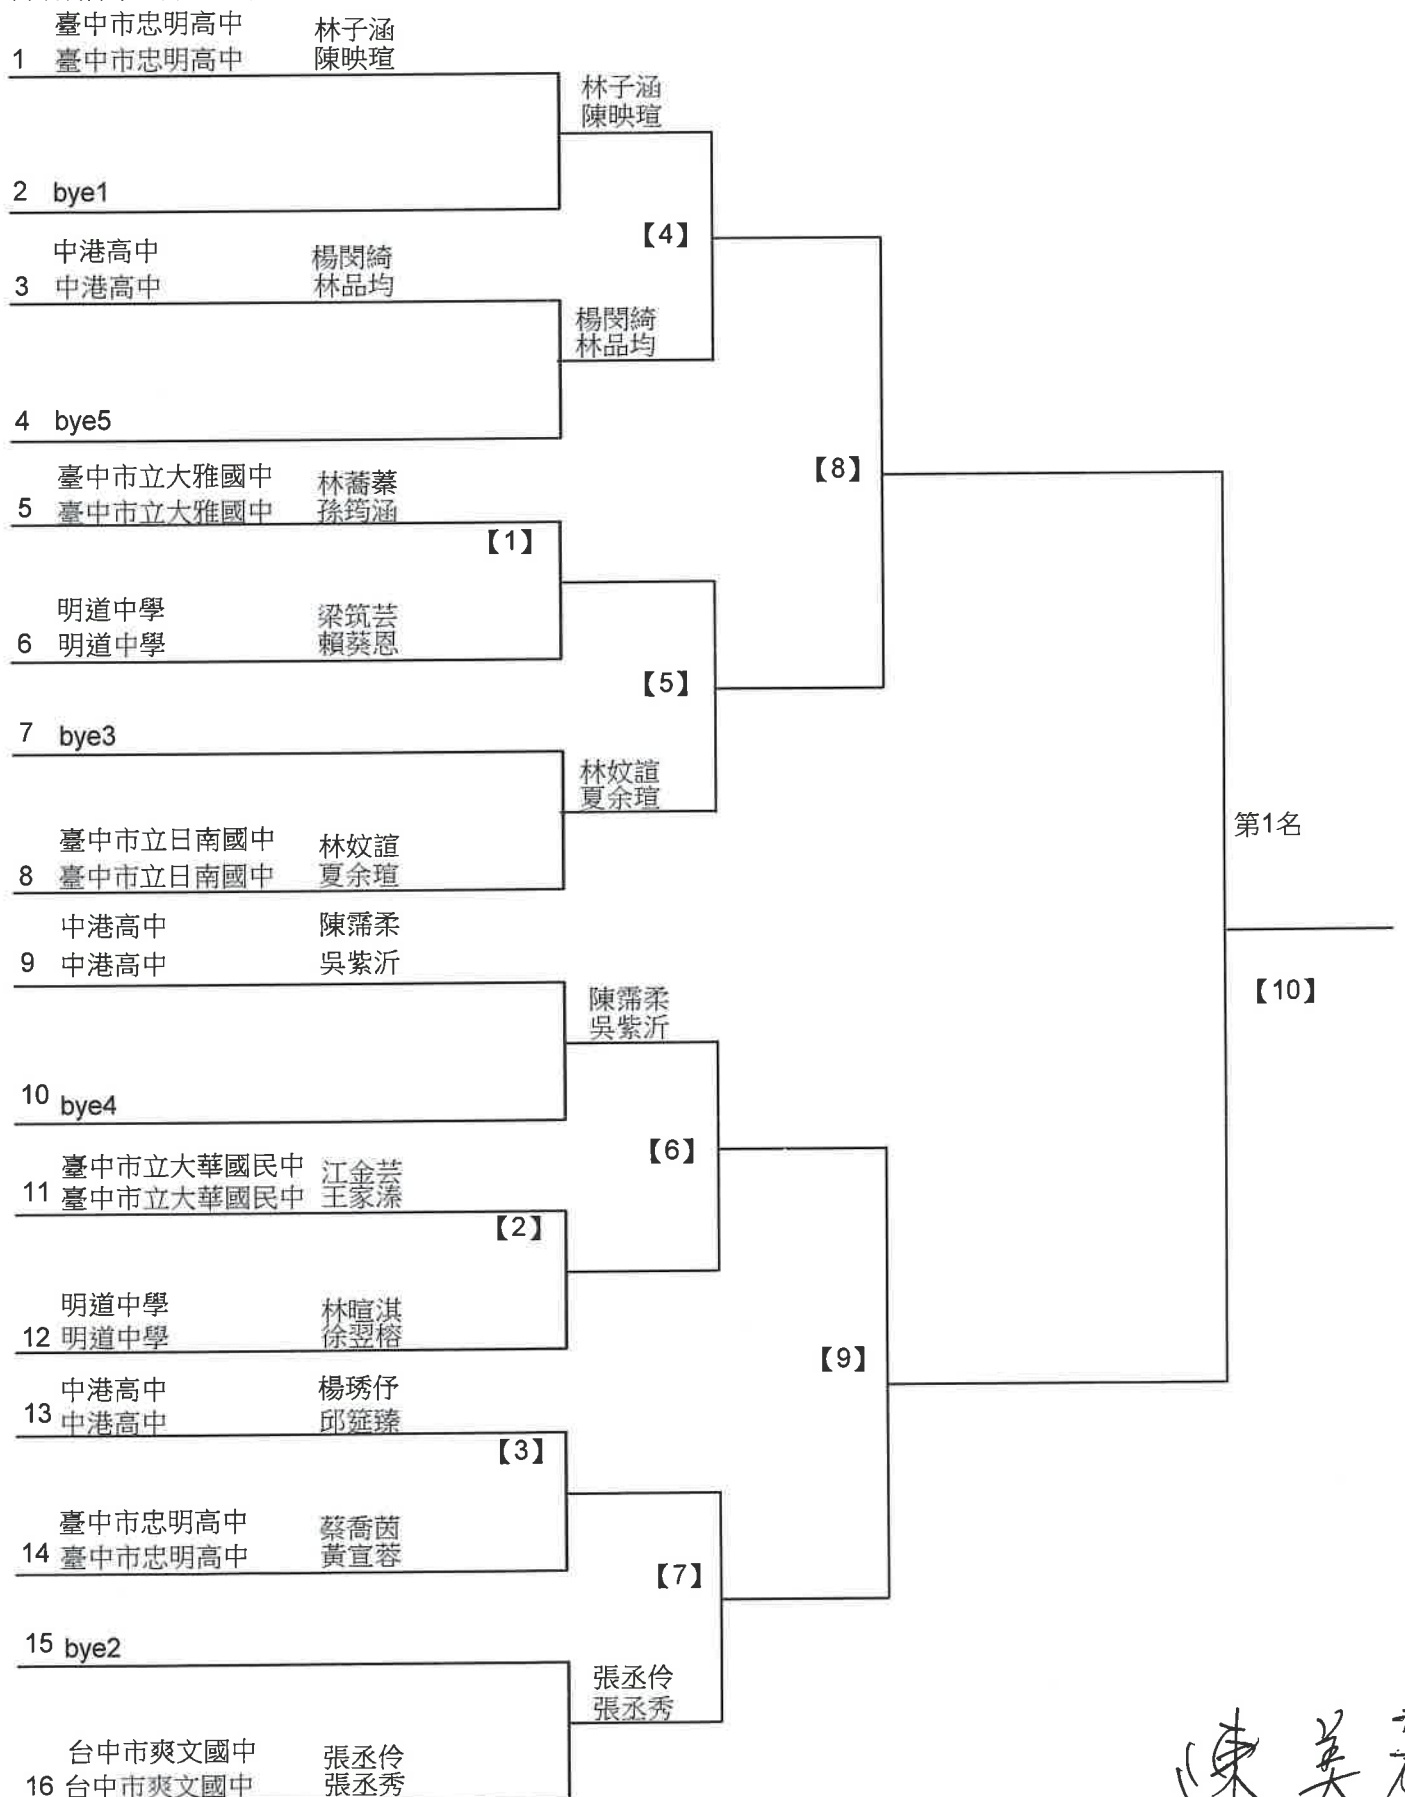 臺中市忠明高中 林子涵
1 臺中市忠明高中 陳映瑄
林子涵
陳映瑄
2 bye1
【4】
中港高中 楊閔綺
3 中港高中 林品均
楊閔綺
林品均
4 bye5
【8】
臺中市立大雅國中 林蕎蓁
5 臺中市立大雅國中 孫筠涵
【1】
明道中學 梁筑芸
6 明道中學 賴葵恩
【5】
7 bye3
林妏諠
夏余瑄
第1名
臺中市立日南國中 林妏諠
8 臺中市立日南國中 夏余瑄
中港高中 陳霈柔
9 中港高中 吳紫沂
【10】
陳霈柔
吳紫沂
10 bye4
【6】
臺中市立大華國民中 江金芸
11 臺中市立大華國民中 王家溱
【2】
明道中學 林暄淇
12 明道中學 徐翌榕
【9】
中港高中 楊琇伃
13 中港高中 邱筵臻
【3】
臺中市忠明高中 蔡喬茵
14 臺中市忠明高中 黃宣蓉
【7】
15 bye2
張丞伶
張丞秀
台中市爽文國中 張丞伶
16 台中市爽文國中 張丞秀
陳美